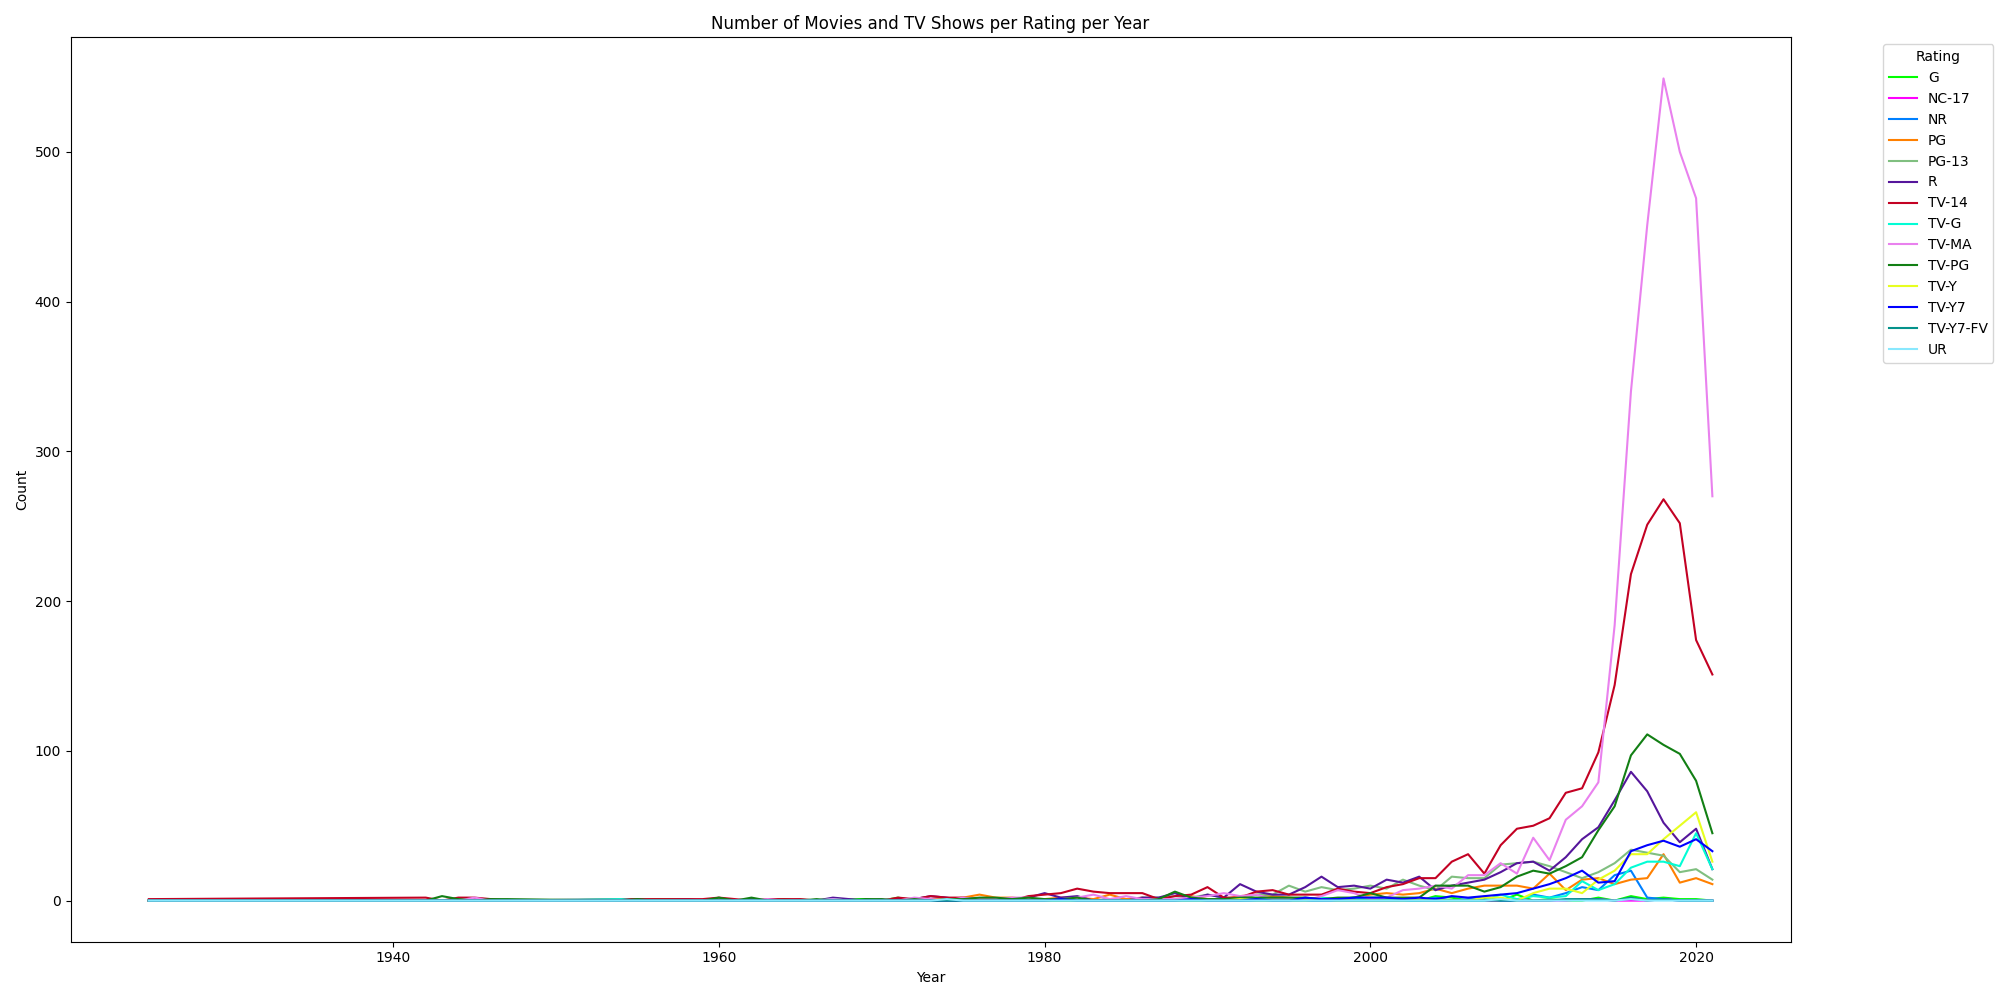 Number of Movies and TV Shows per Rating per Year
Rating
G
NC-17
NR
PG
PG-13
R
TV-14
TV-G
TV-MA
TV-PG
TV-Y
TV-Y7
TV-Y7-FV
UR
Count
500
400
300
200
100
0
1940
1960
1980
2000
2020
Year